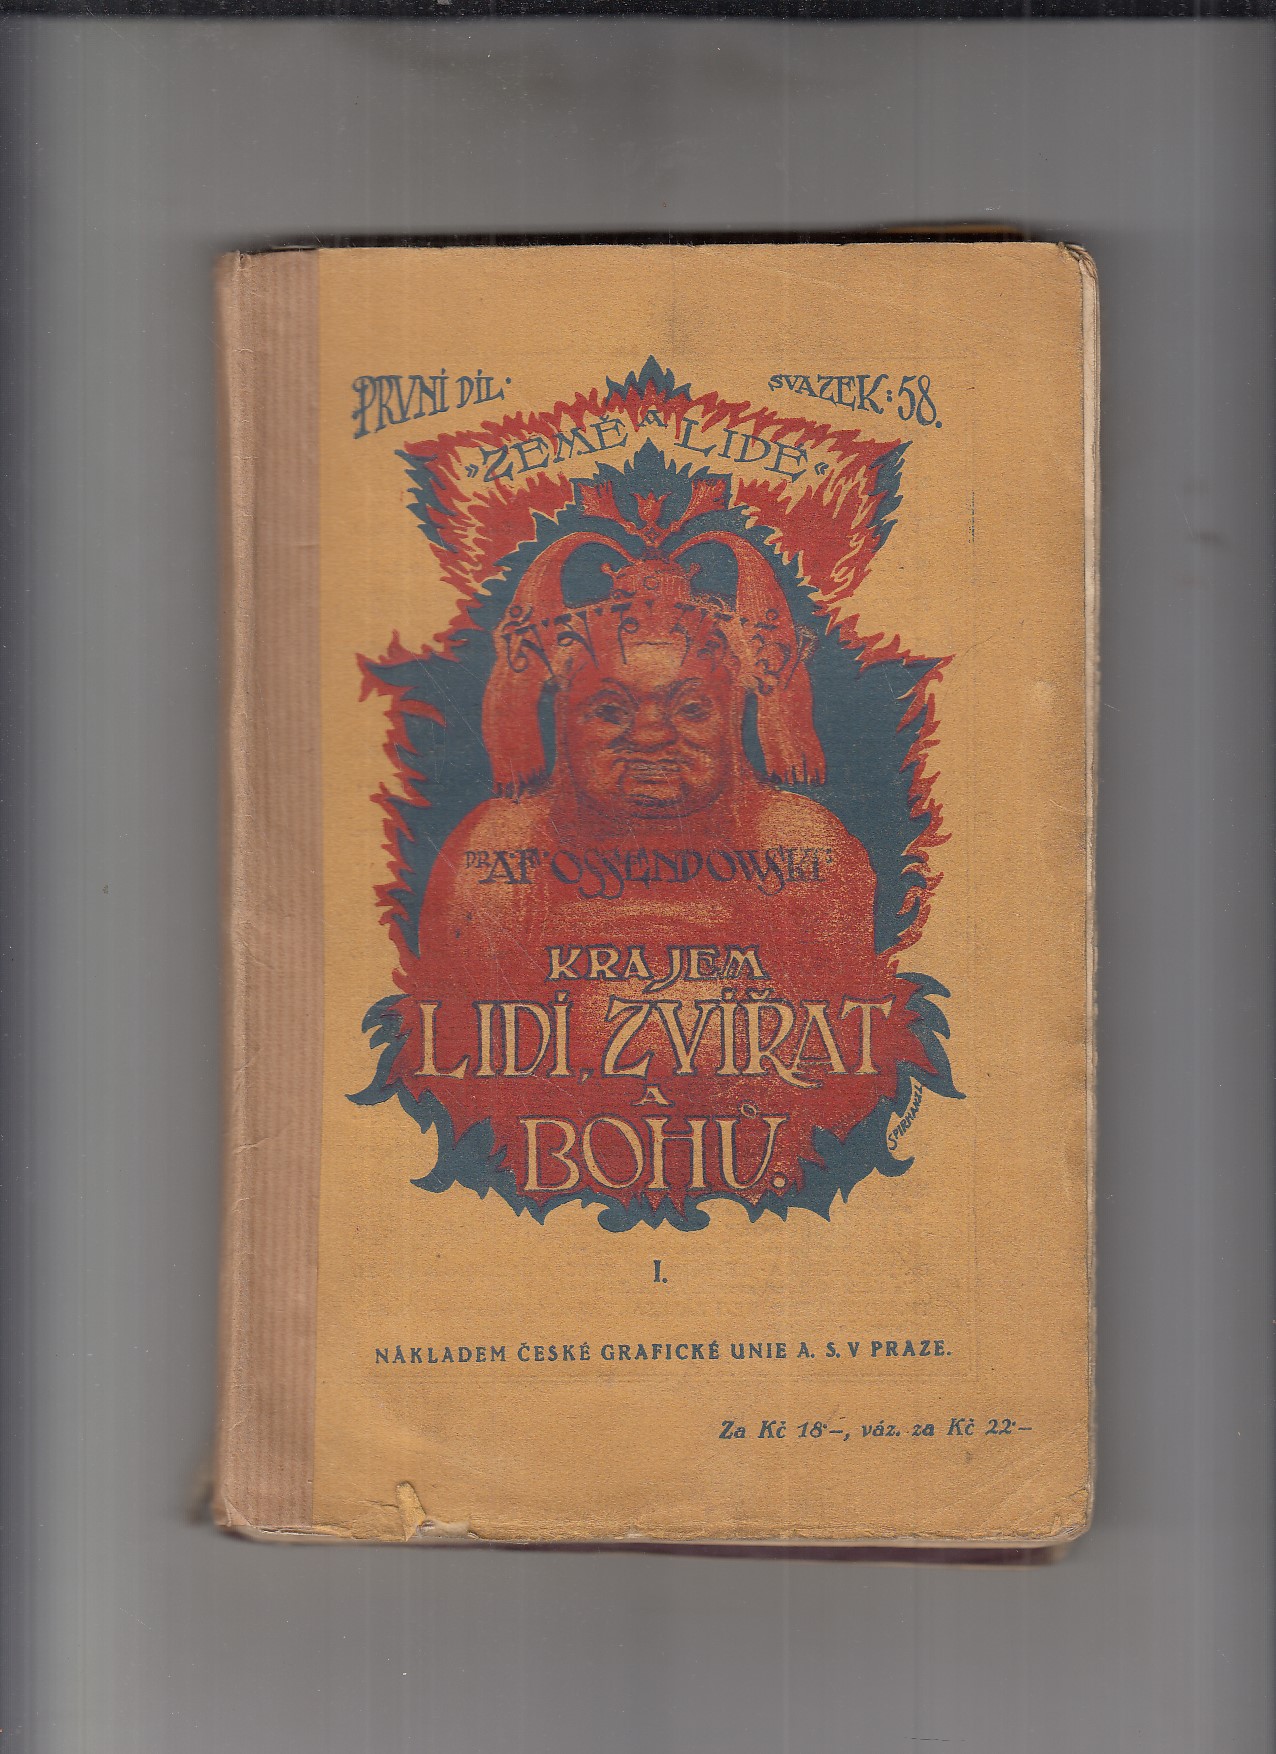 PRVNÍ DÍL·
SVAZEK: 58.
„ZEMĚ A LIDÉ“
DR. A. F. OSSENDOWSKI:
KRAJEM
LIDÍ, ZVÍŘAT
A
BOHŮ.
SPIRHANZL
I.
NÁKLADEM ČESKÉ GRAFICKÉ UNIE A. S. V PRAZE.
Za Kč 18·–, váz. za Kč 22·–